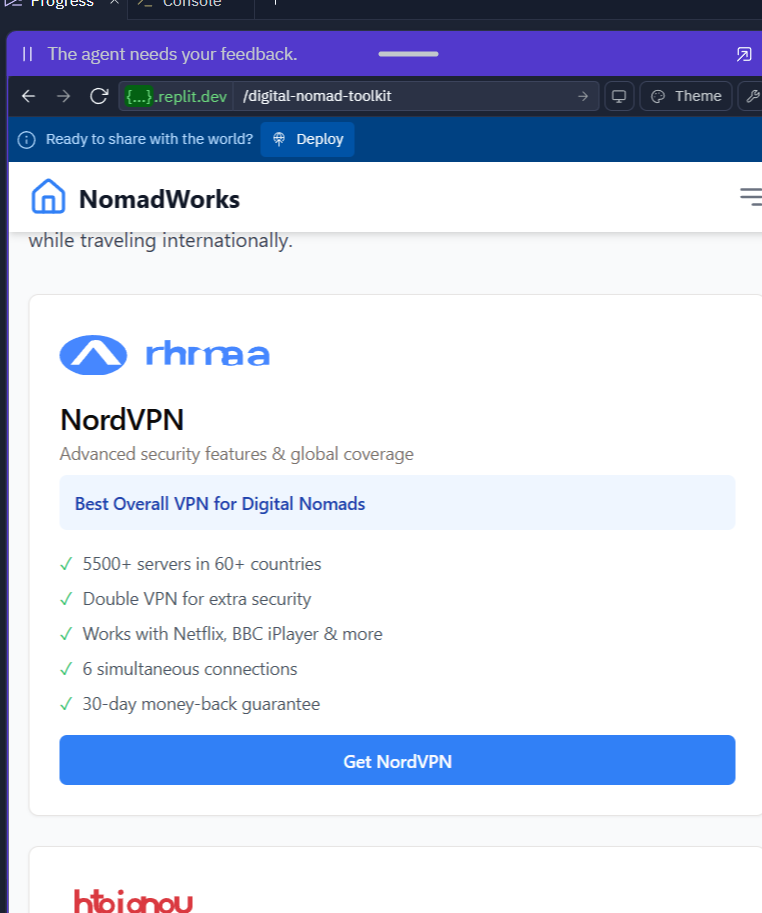 Progress ×
Console
+
The agent needs your feedback.
{...}.replit.dev /digital-nomad-toolkit
Theme
Ready to share with the world? Deploy
NomadWorks
while traveling internationally.
NordVPN
Advanced security features & global coverage
Best Overall VPN for Digital Nomads
✓ 5500+ servers in 60+ countries
✓ Double VPN for extra security
✓ Works with Netflix, BBC iPlayer & more
✓ 6 simultaneous connections
✓ 30-day money-back guarantee
Get NordVPN